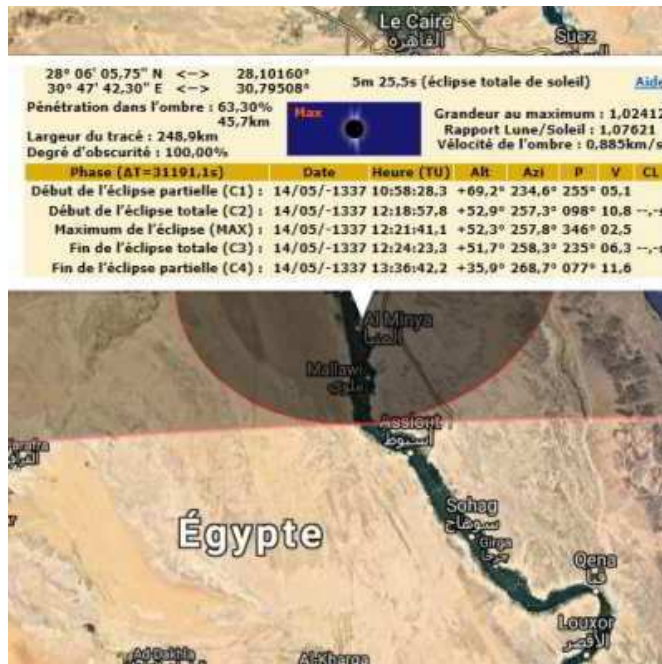 Le Caire
القاهرة
Suez
السويس
28° 06' 05,75" N <—> 28,10160°
30° 47' 42,30" E <—> 30,79508°
5m 25,5s (éclipse totale de soleil)
Aide
Pénétration dans l'ombre : 63,30%
45,7km
Largeur du tracé : 248,9km
Degré d'obscurité : 100,00%
Max
Grandeur au maximum : 1,02412
Rapport Lune/Soleil : 1,07621
Vélocité de l'ombre : 0,885km/s
Phase (ΔT=31191,1s) Date Heure (TU) Alt Azi P V CL
Début de l'éclipse partielle (C1) : 14/05/-1337 10:58:28,3 +69,2° 234,6° 255° 05,1
Début de l'éclipse totale (C2) : 14/05/-1337 12:18:57,8 +52,9° 257,3° 098° 10,8 --,-
Maximum de l'éclipse (MAX) : 14/05/-1337 12:21:41,1 +52,3° 257,8° 346° 02,5
Fin de l'éclipse totale (C3) : 14/05/-1337 12:24:23,3 +51,7° 258,3° 235° 06,3 --,-
Fin de l'éclipse partielle (C4) : 14/05/-1337 13:36:42,2 +35,9° 268,7° 077° 11,6
Al Minya
المنيا
Mallawi
ملوي
Assiout
أسيوط
Farafra
Sohag
سوهاج
Girga
جرجا
Égypte
Qena
قنا
Louxor
الأقصر
Ad-Dakhla
Al-Kharga